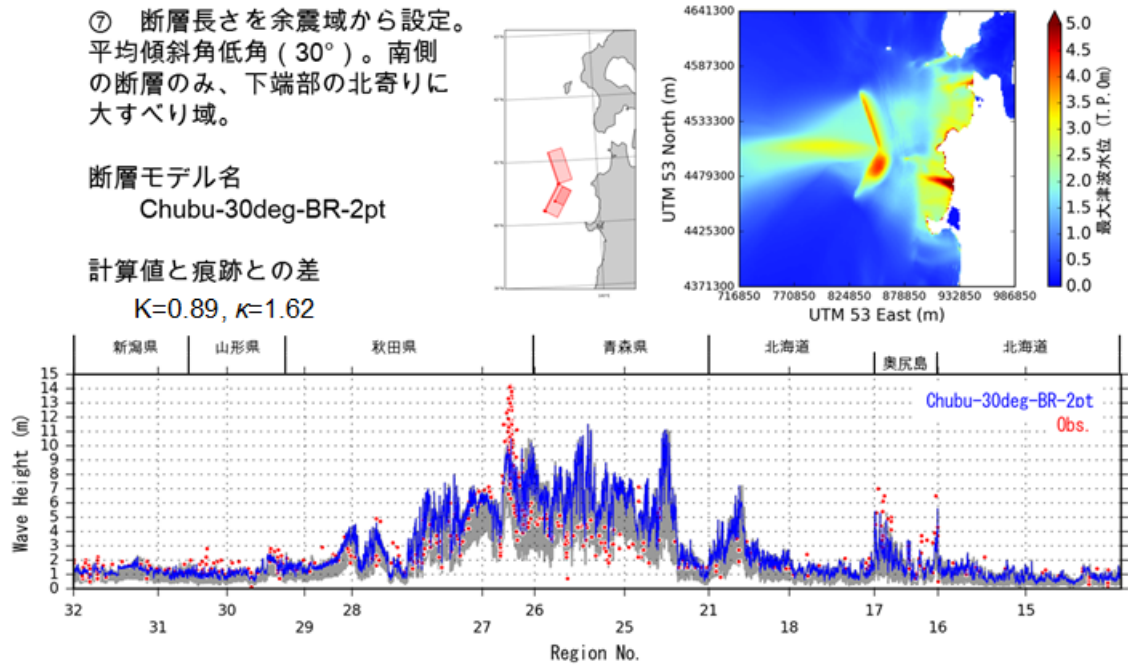 ⑦ 断層長さを余震域から設定。
平均傾斜角低角(30°)。南側
の断層のみ、下端部の北寄りに
大すべり域。
断層モデル名
Chubu-30deg-BR-2pt
計算値と痕跡との差
K=0.89, κ=1.62
4641300
4587300
4533300
4479300
4425300
4371300
UTM 53 North (m)
716850 770850 824850 878850 932850 986850
UTM 53 East (m)
5.0
4.5
4.0
3.5
3.0
2.5
2.0
1.5
1.0
0.5
0.0
最大津波水位 (T.P.0m)
新潟県 山形県 秋田県 青森県 北海道 奥尻島 北海道
15
14
13
12
11
10
9
8
7
6
5
4
3
2
1
0
Wave Height (m)
Chubu-30deg-BR-2pt
Obs.
32 30 28 27 26 25 21 17 15
31 29 27 25 18 16
Region No.